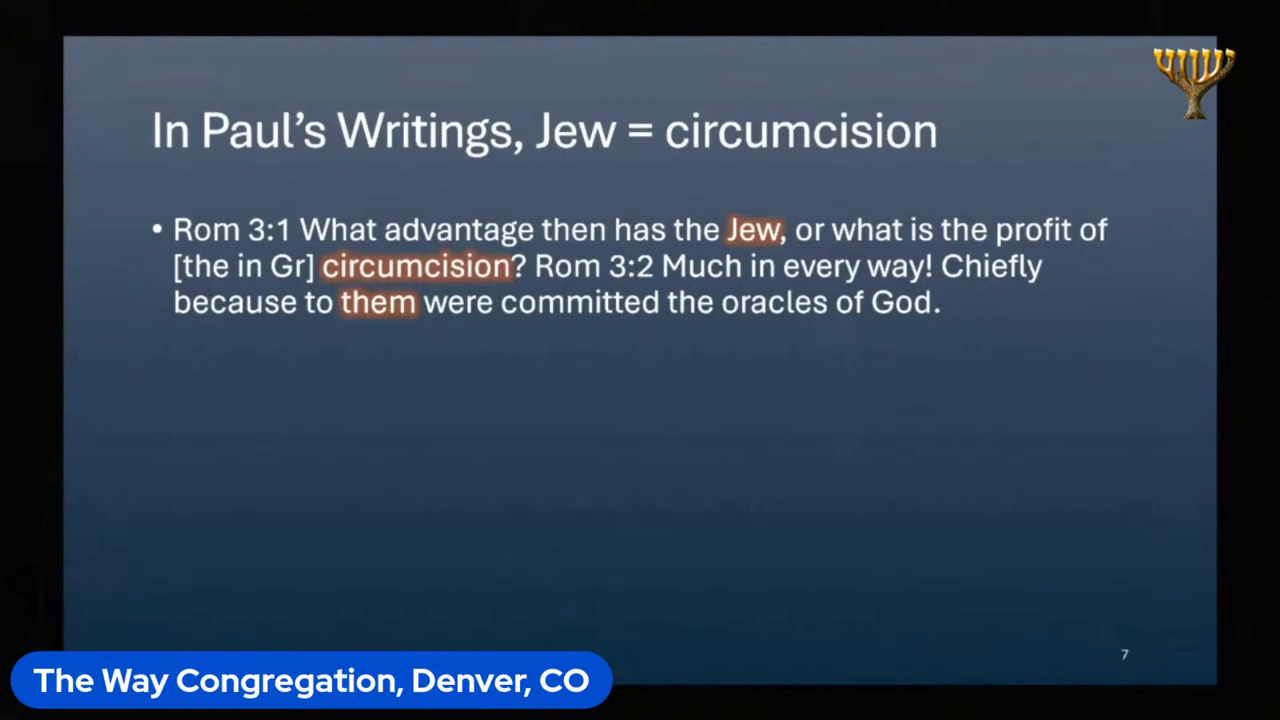 ישוע
In Paul's Writings, Jew = circumcision
• Rom 3:1 What advantage then has the Jew, or what is the profit of
[the in Gr] circumcision? Rom 3:2 Much in every way! Chiefly
because to them were committed the oracles of God.
7
The Way Congregation, Denver, CO